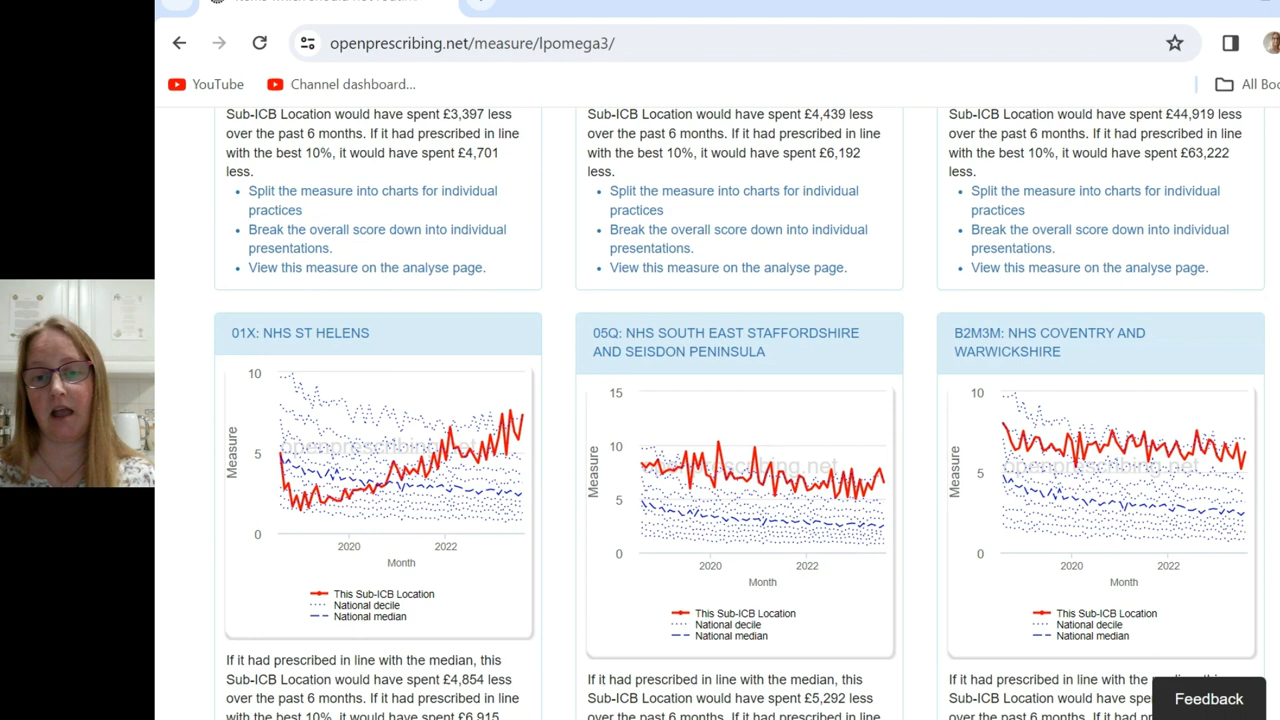 openprescribing.net/measure/lpomega3/
YouTube
Channel dashboard...
All Boo
Sub-ICB Location would have spent £3,397 less
over the past 6 months. If it had prescribed in line
with the best 10%, it would have spent £4,701
less.
• Split the measure into charts for individual
practices
• Break the overall score down into individual
presentations.
• View this measure on the analyse page.
Sub-ICB Location would have spent £4,439 less
over the past 6 months. If it had prescribed in line
with the best 10%, it would have spent £6,192
less.
• Split the measure into charts for individual
practices
• Break the overall score down into individual
presentations.
• View this measure on the analyse page.
Sub-ICB Location would have spent £44,919 less
over the past 6 months. If it had prescribed in line
with the best 10%, it would have spent £63,222
less.
• Split the measure into charts for individual
practices
• Break the overall score down into individual
presentations.
• View this measure on the analyse page.
01X: NHS ST HELENS
10
5
0
Measure
openprescribing.net
2020
2022
Month
This Sub-ICB Location
National decile
National median
If it had prescribed in line with the median, this
Sub-ICB Location would have spent £4,854 less
over the past 6 months. If it had prescribed in line
with the best 10%, it would have spent £6,915
05Q: NHS SOUTH EAST STAFFORDSHIRE
AND SEISDON PENINSULA
15
10
5
0
Measure
openprescribing.net
2020
2022
Month
This Sub-ICB Location
National decile
National median
If it had prescribed in line with the median, this
Sub-ICB Location would have spent £5,292 less
over the past 6 months. If it had prescribed in line
B2M3M: NHS COVENTRY AND
WARWICKSHIRE
10
5
0
Measure
openprescribing.net
2020
2022
Month
This Sub-ICB Location
National decile
National median
If it had prescribed in line with the
Sub-ICB Location would have spe
over the past 6 months. If it had p
Feedback